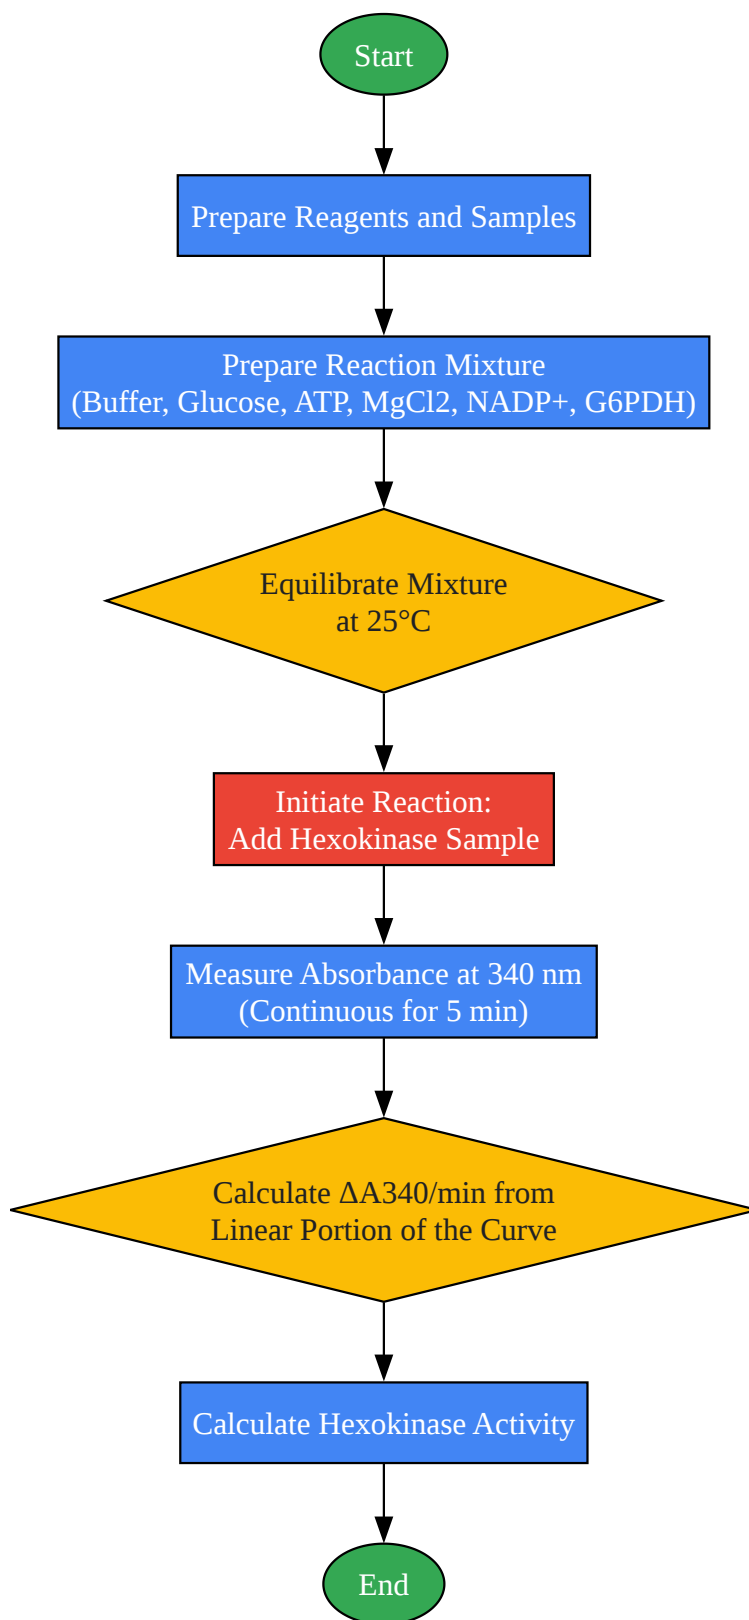 Start
Prepare Reagents and Samples
Prepare Reaction Mixture
(Buffer, Glucose, ATP, MgCl2, NADP+, G6PDH)
Equilibrate Mixture
at 25°C
Initiate Reaction:
Add Hexokinase Sample
Measure Absorbance at 340 nm
(Continuous for 5 min)
Calculate ΔA340/min from
Linear Portion of the Curve
Calculate Hexokinase Activity
End